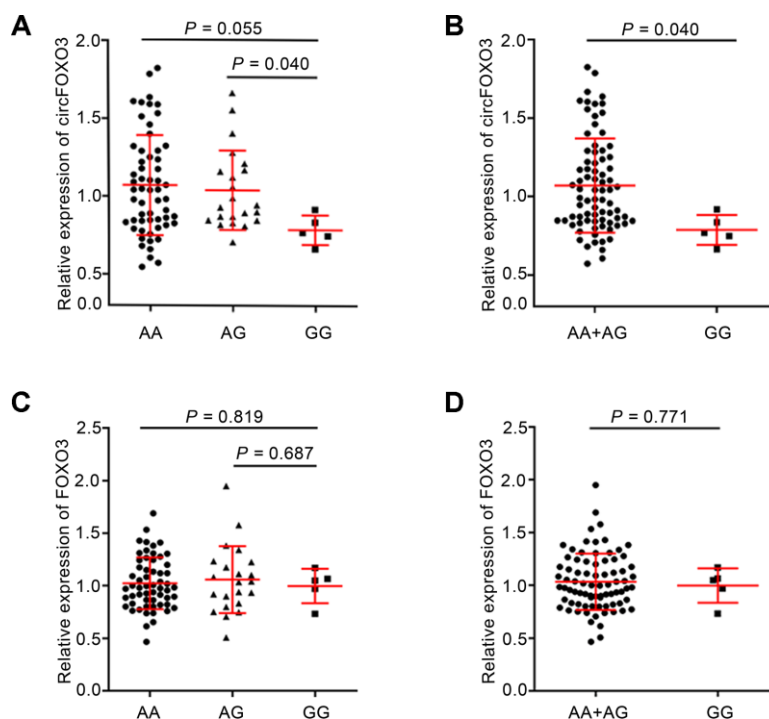 A
P = 0.055
P = 0.040
Relative expression of circFOXO3
2.0
1.5
1.0
0.5
0.0
AA AG GG
B
P = 0.040
Relative expression of circFOXO3
2.0
1.5
1.0
0.5
0.0
AA+AG GG
C
P = 0.819
P = 0.687
Relative expression of FOXO3
2.5
2.0
1.5
1.0
0.5
0.0
AA AG GG
D
P = 0.771
Relative expression of FOXO3
2.5
2.0
1.5
1.0
0.5
0.0
AA+AG GG